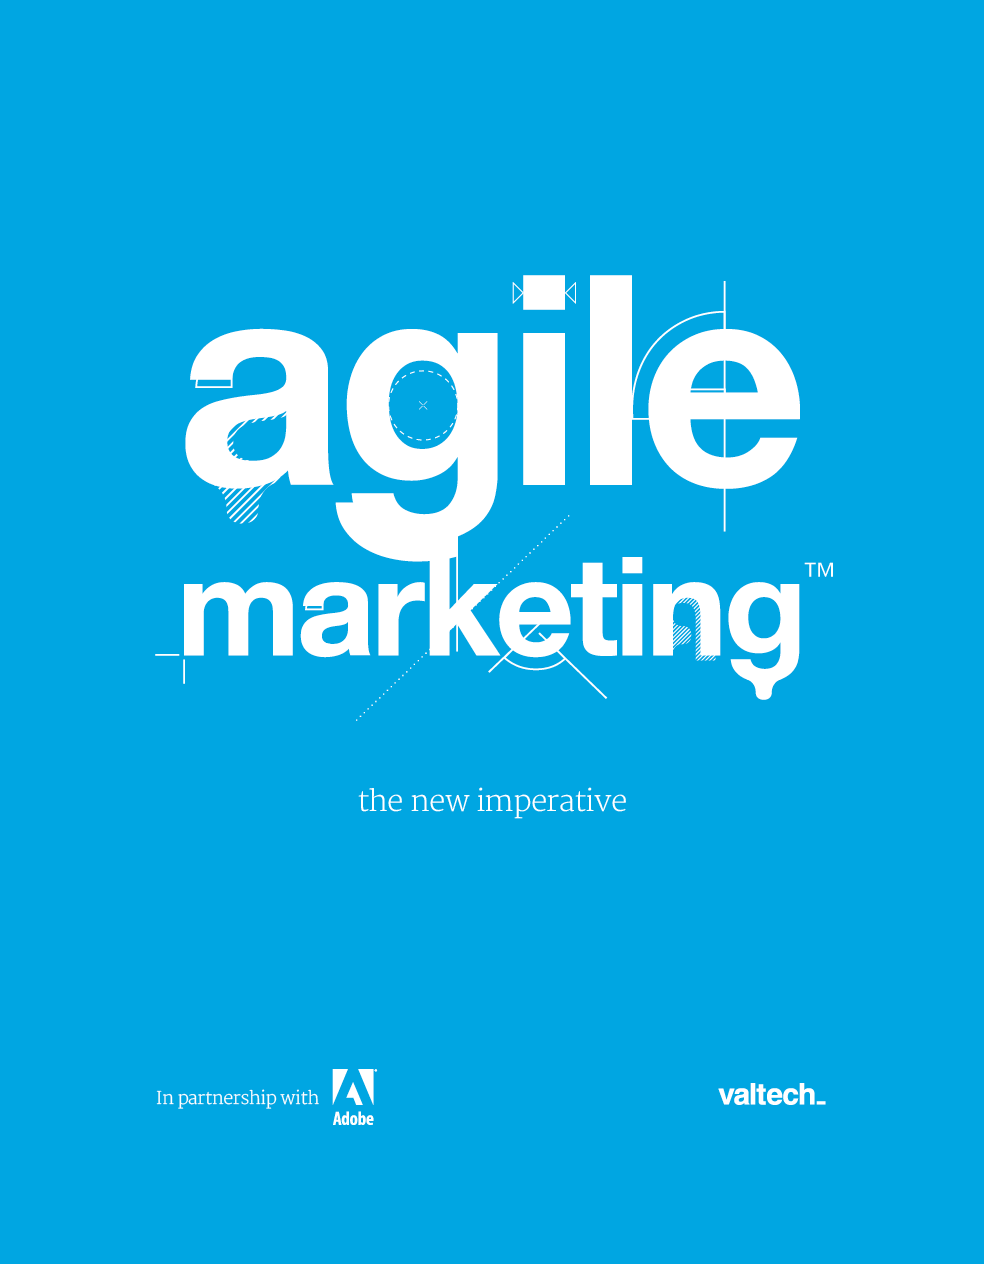 agile
marketing™
the new imperative
In partnership with
Adobe
valtech_